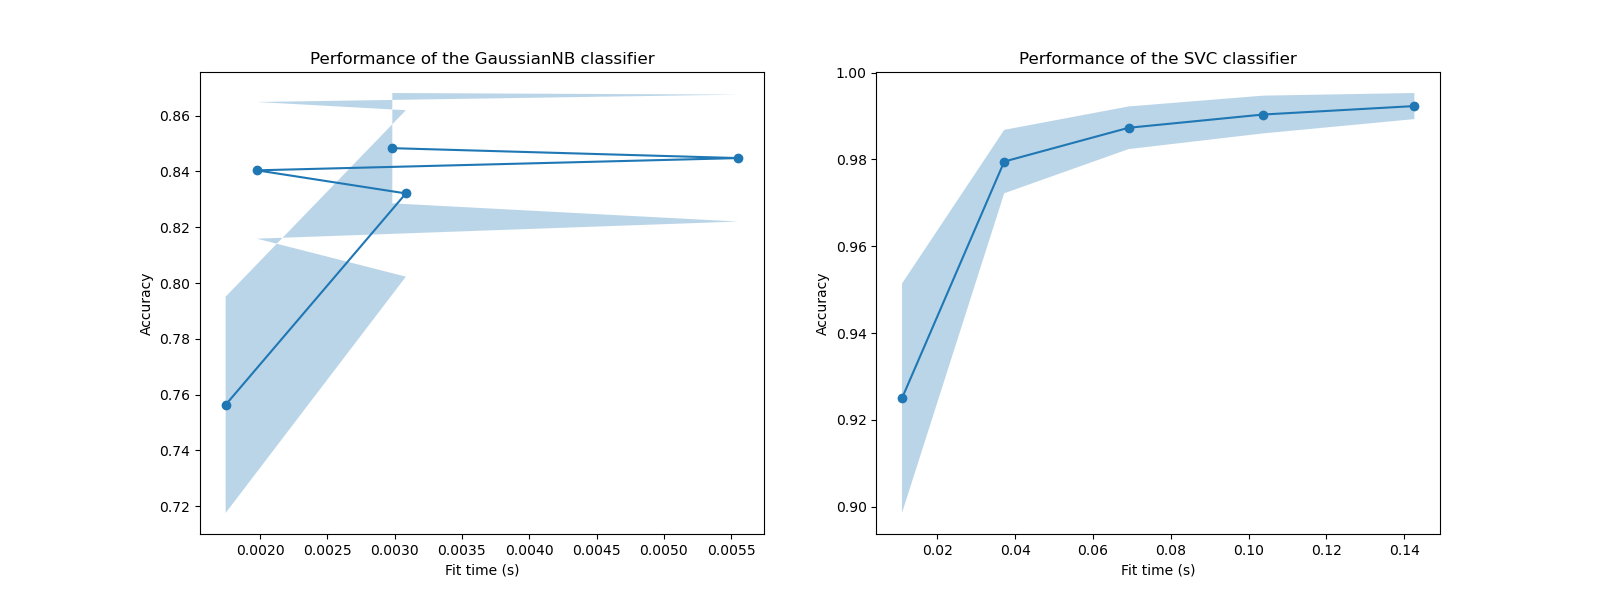 Performance of the GaussianNB classifier
0.86
0.84
0.82
0.80
0.78
0.76
0.74
0.72
Accuracy
0.0020 0.0025 0.0030 0.0035 0.0040 0.0045 0.0050 0.0055
Fit time (s)
Performance of the SVC classifier
1.00
0.98
0.96
0.94
0.92
0.90
Accuracy
0.02 0.04 0.06 0.08 0.10 0.12 0.14
Fit time (s)